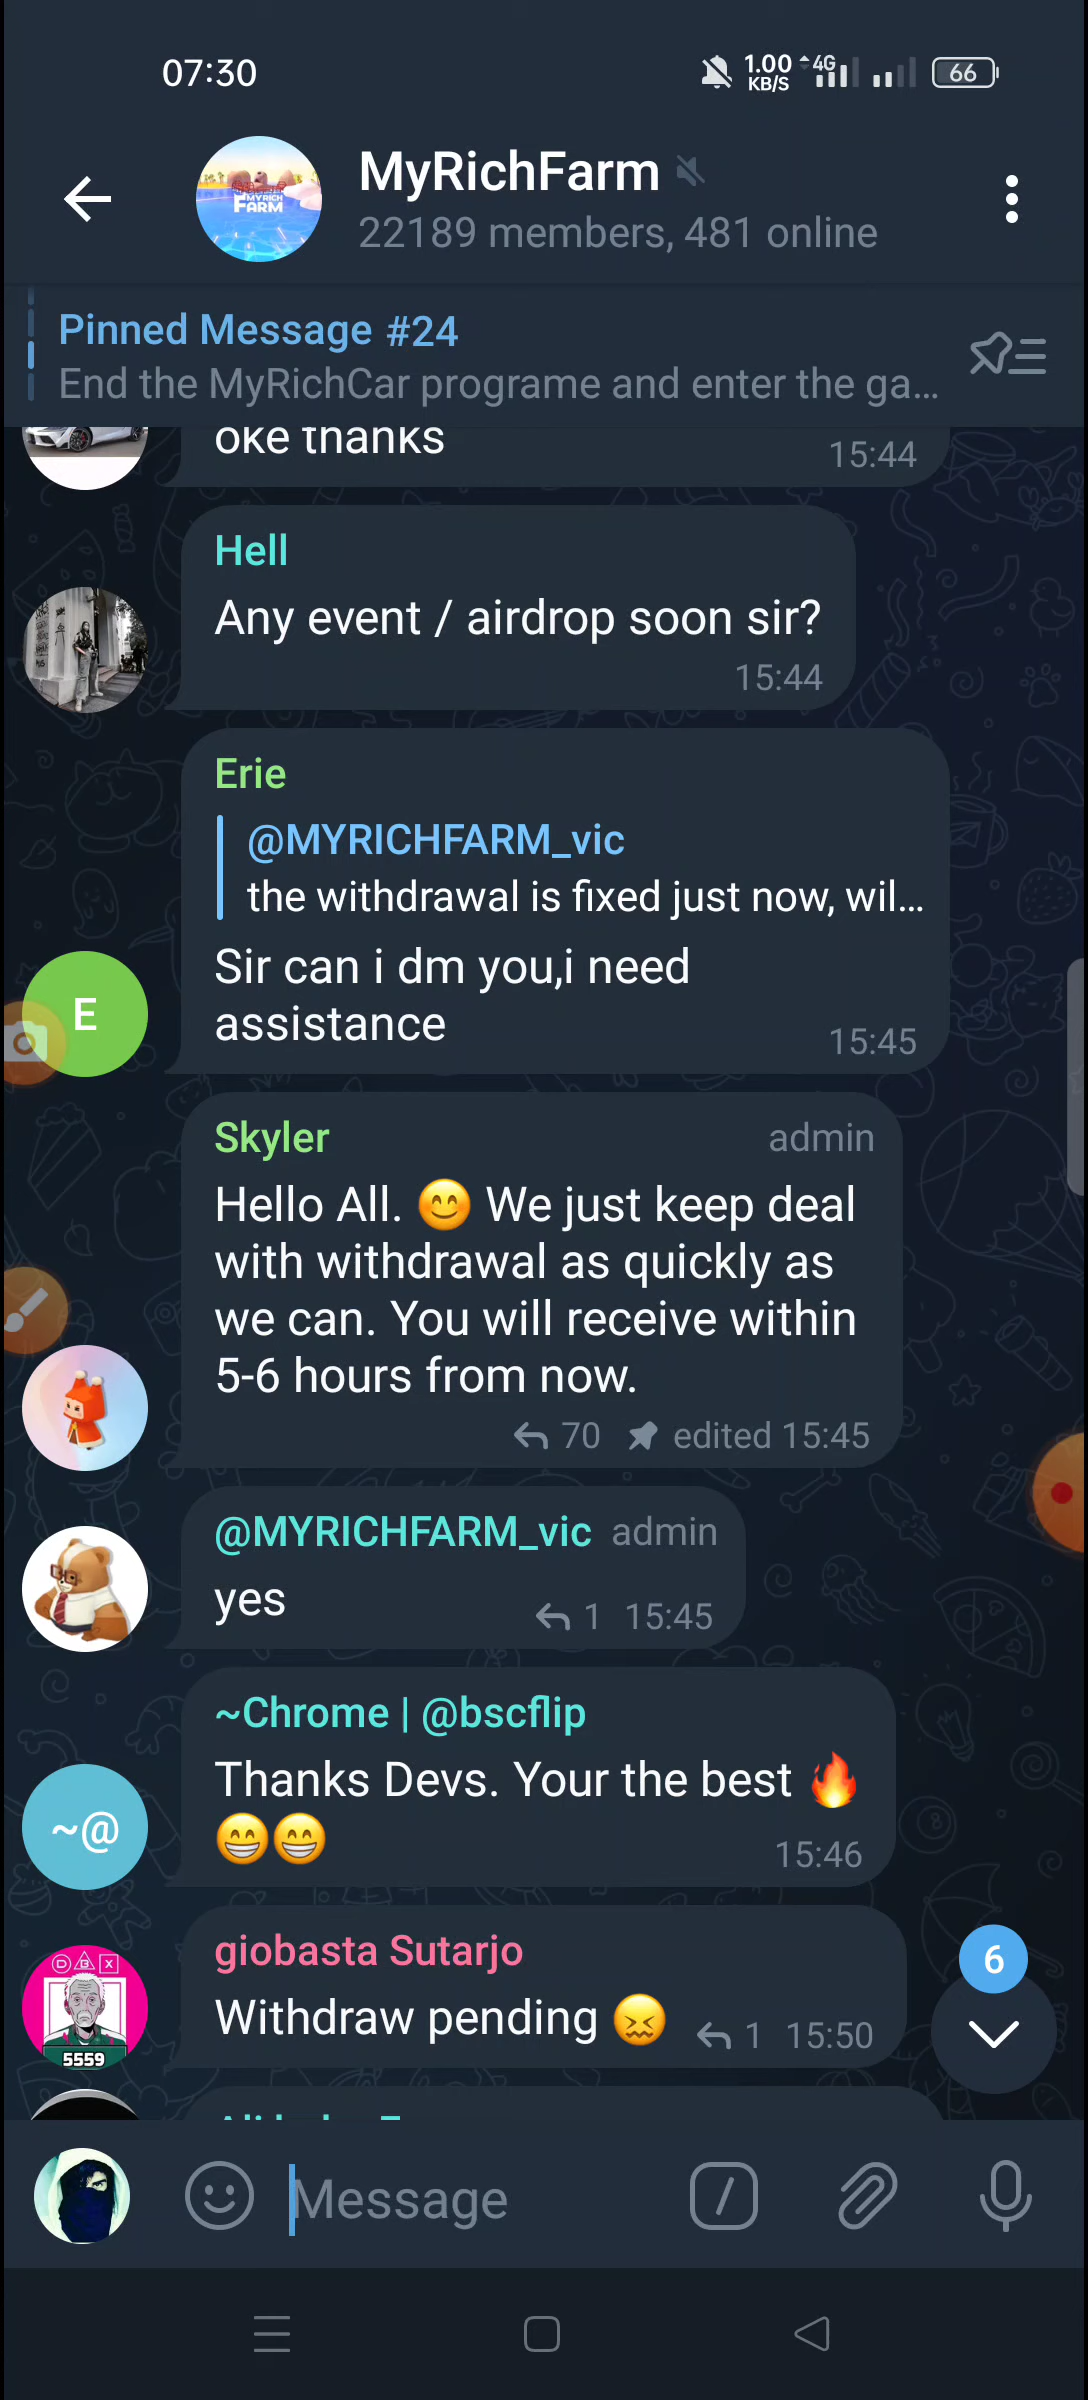 07:30
1.00
KB/S
4G
66
MYRICH
FARM
MyRichFarm
22189 members, 481 online
Pinned Message #24
End the MyRichCar programe and enter the ga...
oke thanks
15:44
Hell
Any event / airdrop soon sir?
15:44
Erie
@MYRICHFARM_vic
the withdrawal is fixed just now, wil...
Sir can i dm you,i need
assistance
15:45
E
Skyler admin
Hello All. 😊 We just keep deal
with withdrawal as quickly as
we can. You will receive within
5-6 hours from now.
70 edited 15:45
@MYRICHFARM_vic admin
yes
1 15:45
~Chrome | @bscflip
Thanks Devs. Your the best 🔥
😁😁
15:46
~@
giobasta Sutarjo
Withdraw pending 😖
1 15:50
5559
6
Message